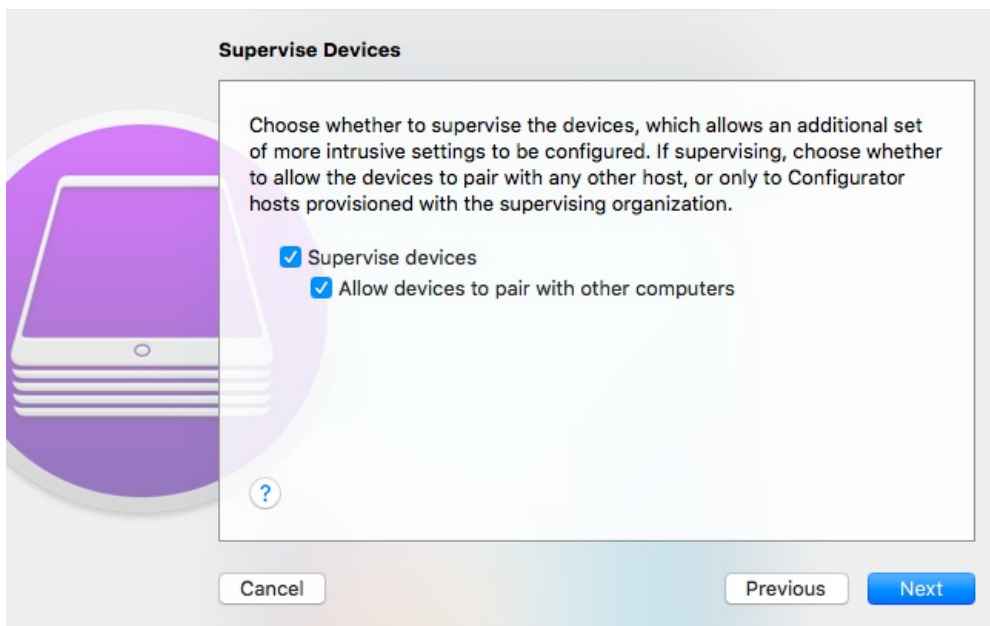 Supervise Devices
Choose whether to supervise the devices, which allows an additional set
of more intrusive settings to be configured. If supervising, choose whether
to allow the devices to pair with any other host, or only to Configurator
hosts provisioned with the supervising organization.
Supervise devices
Allow devices to pair with other computers
?
Cancel
Previous
Next